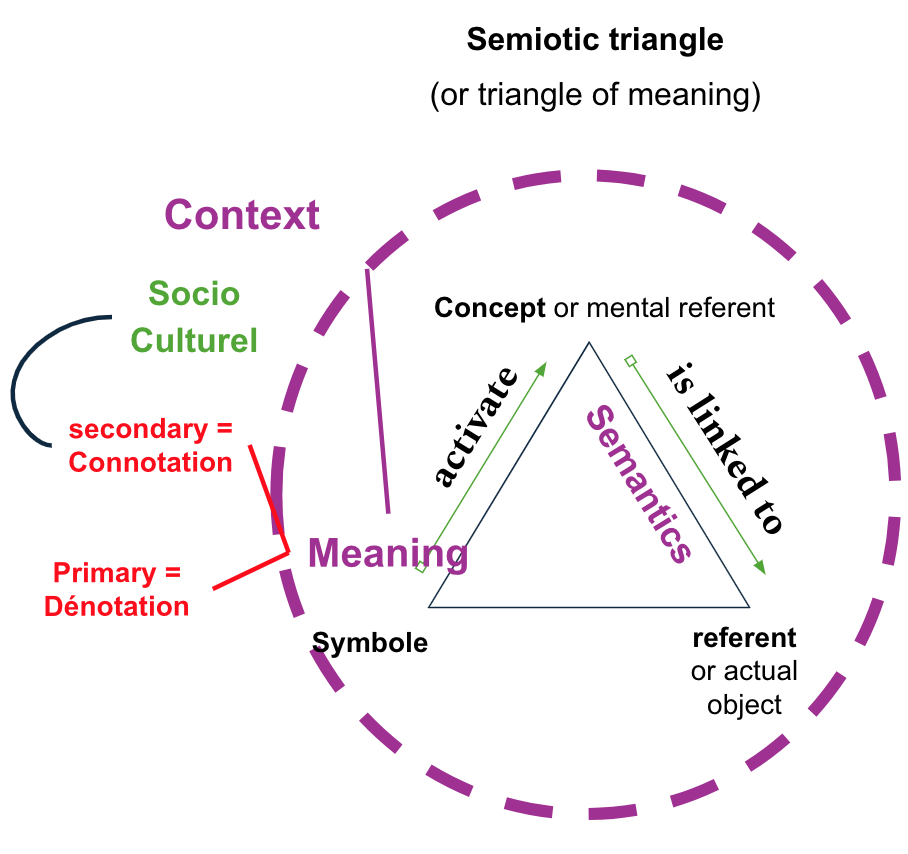 Semiotic triangle
(or triangle of meaning)
Context
Socio
Culturel
secondary =
Connotation
Primary =
Dénotation
Concept or mental referent
activate
is linked to
Semantics
Meaning
Symbole
referent
or actual
object